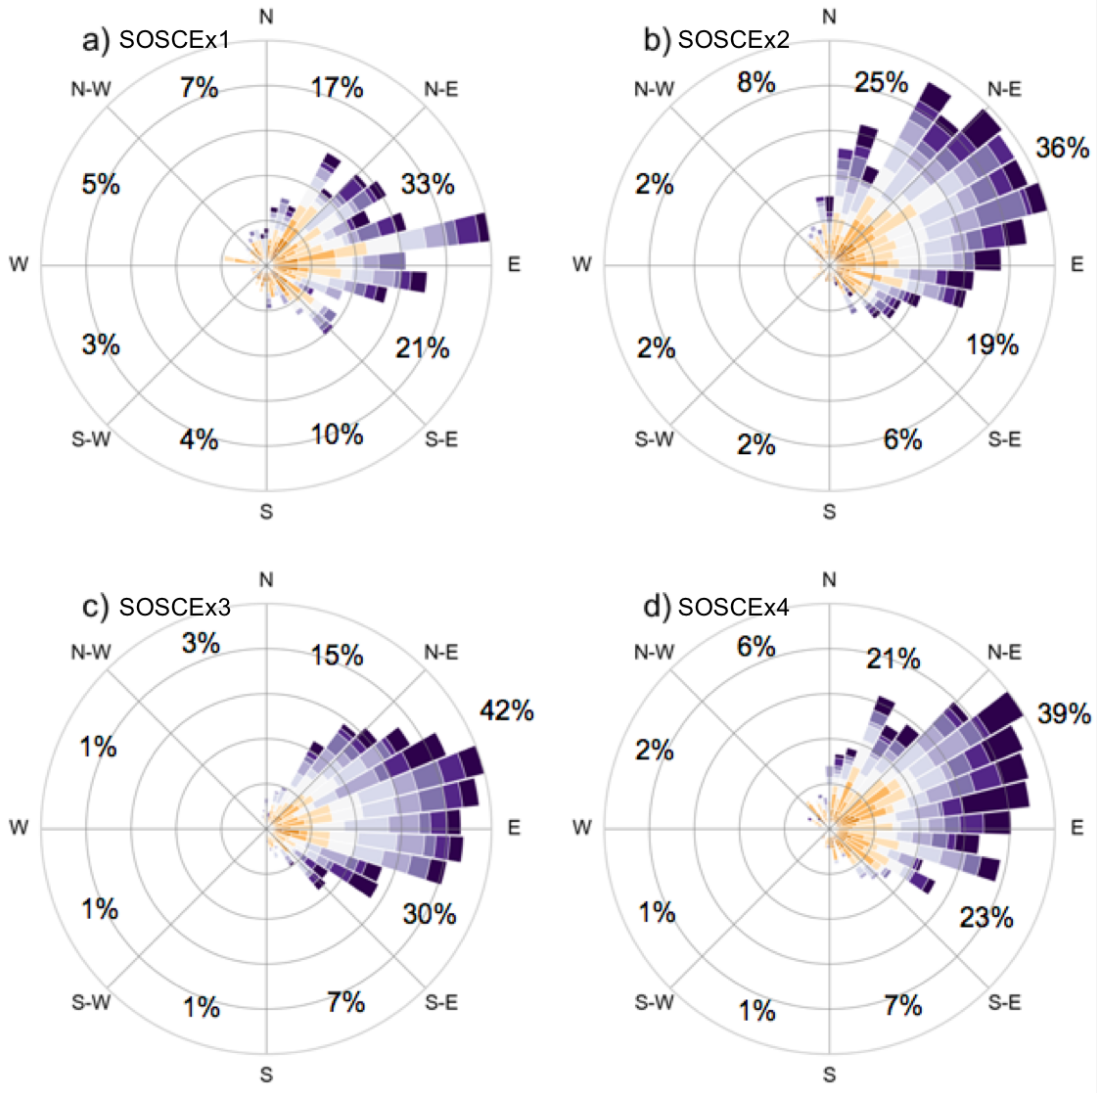 N
a) SOSCEx1
N-W
7%
17%
N-E
5%
33%
W
E
3%
21%
S-W
4%
10%
S-E
S
N
b) SOSCEx2
N-W
8%
25%
N-E
36%
2%
W
E
2%
19%
S-W
2%
6%
S-E
S
N
c) SOSCEx3
N-W
3%
15%
N-E
42%
1%
W
E
1%
30%
S-W
1%
7%
S-E
S
N
d) SOSCEx4
N-W
6%
21%
N-E
39%
2%
W
E
1%
23%
S-W
1%
7%
S-E
S